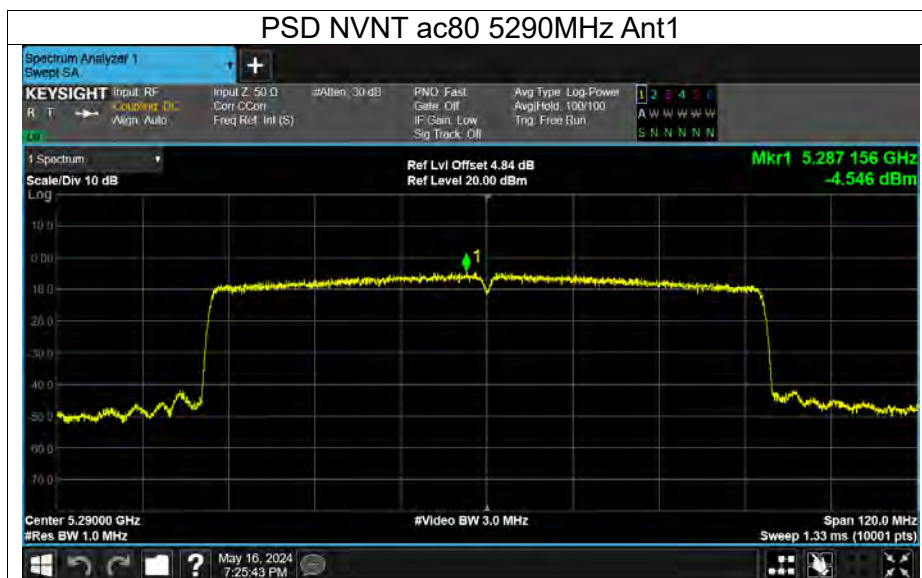 PSD NVNT ac80 5290MHz Ant1
Spectrum Analyzer 1
Swept SA
+
KEYSIGHT Input: RF Input Z: 50 Ω #Atten: 30 dB PNO: Fast Avg Type: Log-Power 1 2 3 4 5 6
R T Coupling: DC Corr CCorr Gate: Off Avg|Hold: 100/100 A W W W W W
Align: Auto Freq Ref: Int (S) IF Gain: Low Trig: Free Run
Sig Track: Off S N N N N N
1 Spectrum Ref Lvl Offset 4.84 dB Mkr1 5.287 156 GHz
Scale/Div 10 dB Ref Level 20.00 dBm -4.546 dBm
Log
10.0
0.00
1
-10.0
-20.0
-30.0
-40.0
-50.0
-60.0
-70.0
Center 5.29000 GHz #Video BW 3.0 MHz Span 120.0 MHz
#Res BW 1.0 MHz Sweep 1.33 ms (10001 pts)
? May 16, 2024
7:25:43 PM